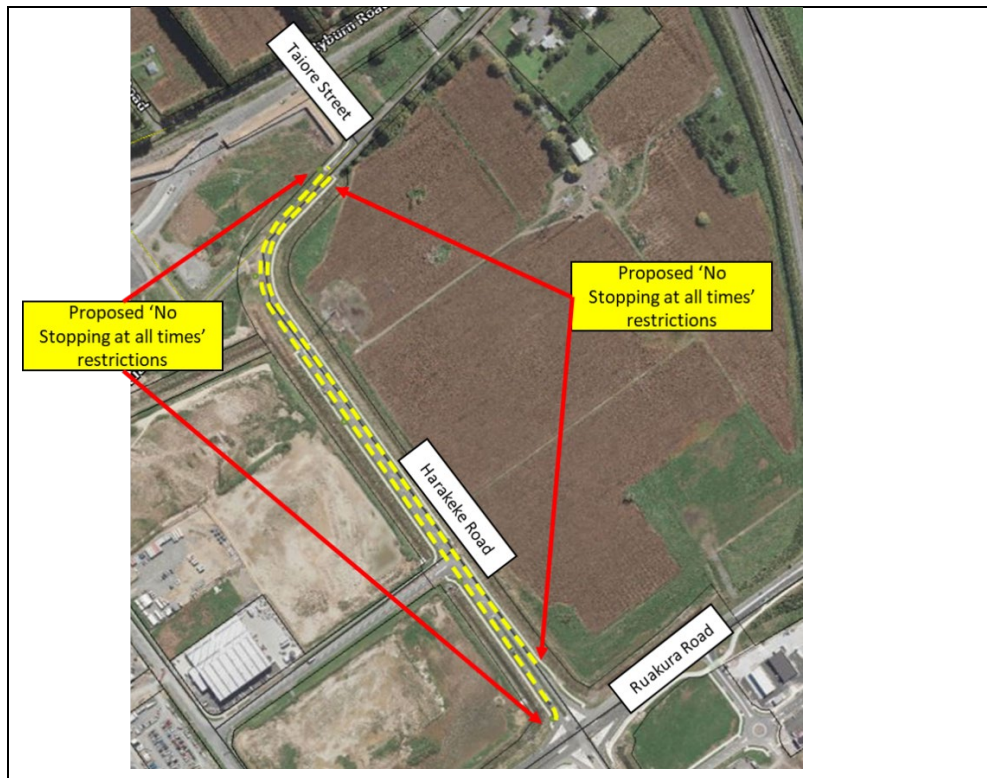 Taiore Street
Proposed ‘No
Stopping at all times’
restrictions
Proposed ‘No
Stopping at all times’
restrictions
Harakeke Road
Ruakura Road
Road